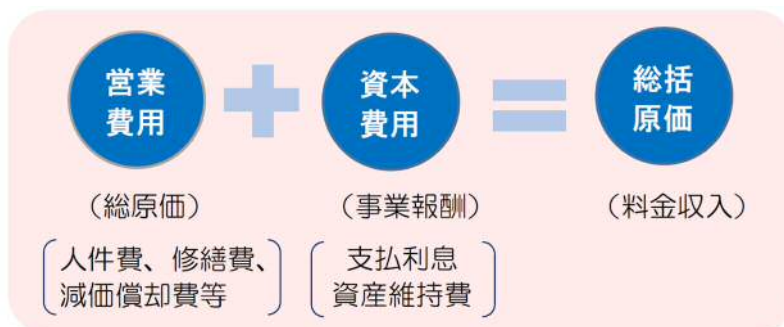 営業
費用
+
資本
費用
=
総括
原価
（総原価）
（事業報酬）
（料金収入）
人件費、修繕費、
減価償却費等
支払利息
資産維持費